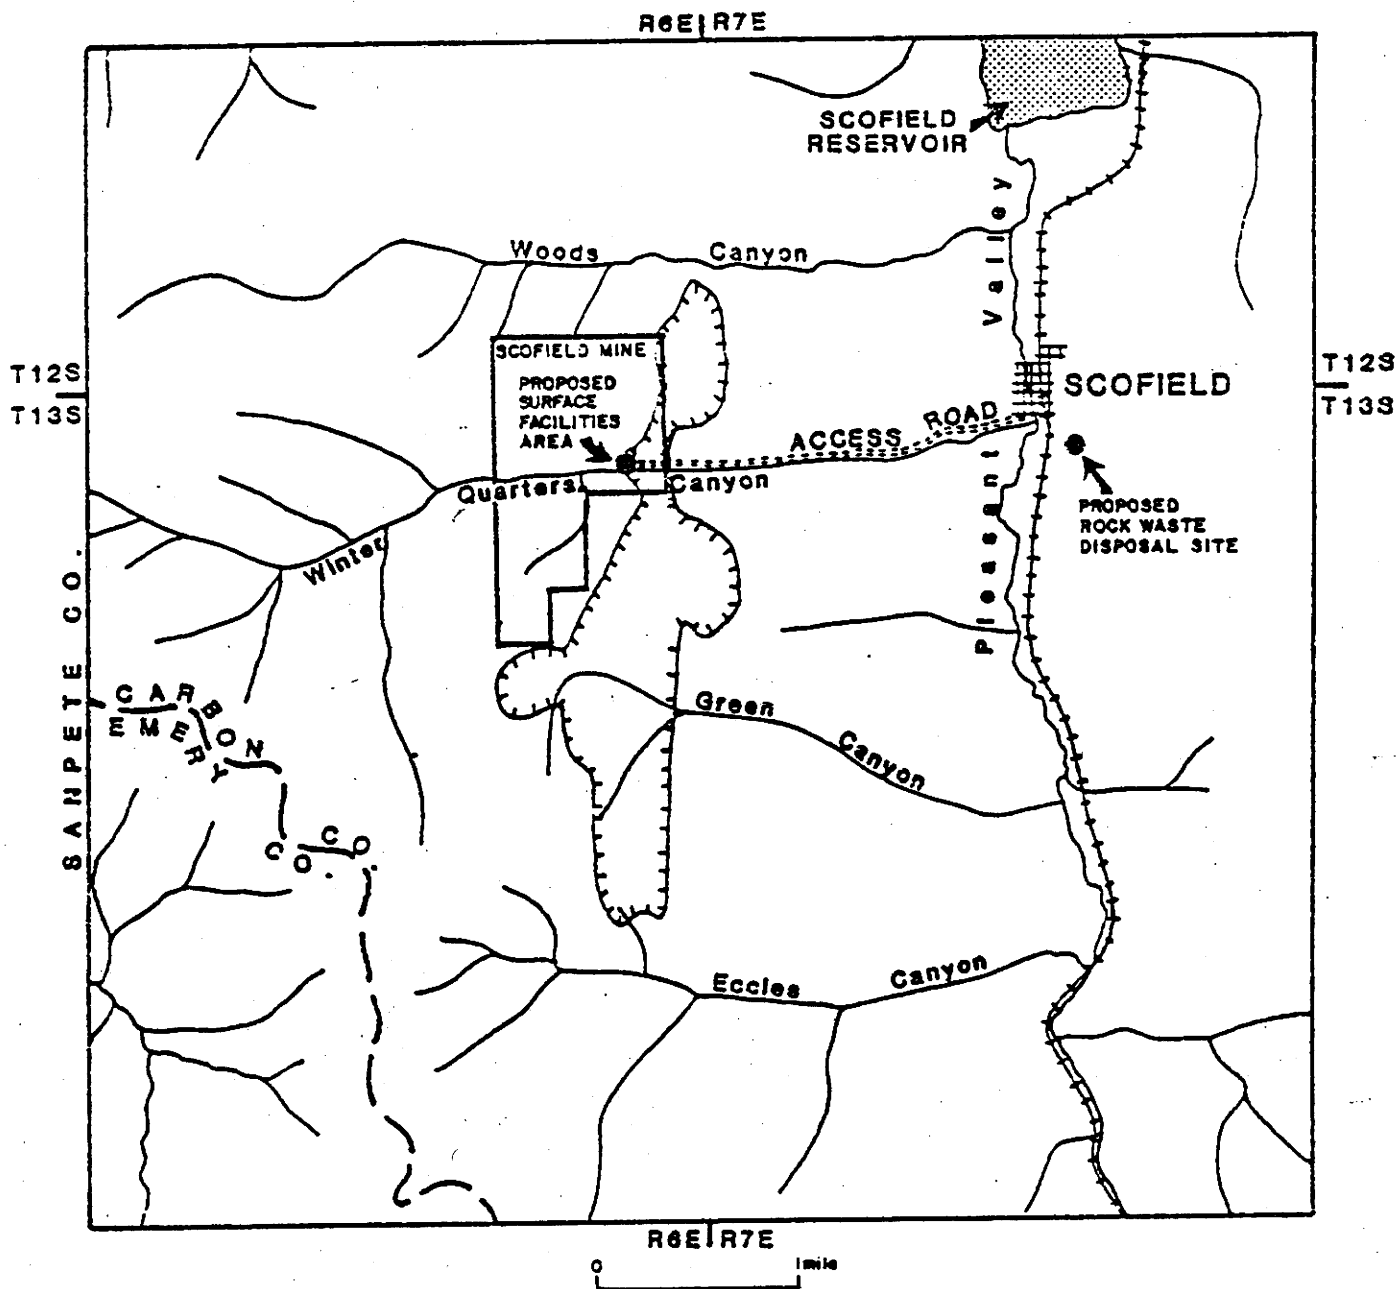 R6E R7E
SCOFIELD
RESERVOIR
Woods Canyon
Pleasant Valley
SCOFIELD MINE
PROPOSED
SURFACE
FACILITIES
AREA
T12S
T13S
T12S
T13S
SCOFIELD
ACCESS ROAD
Winter Quarters Canyon
PROPOSED
ROCK WASTE
DISPOSAL SITE
SANPETE CO.
CARBON CO.
EMERY CO.
Green Canyon
Eccles Canyon
R6E R7E
0 1mile